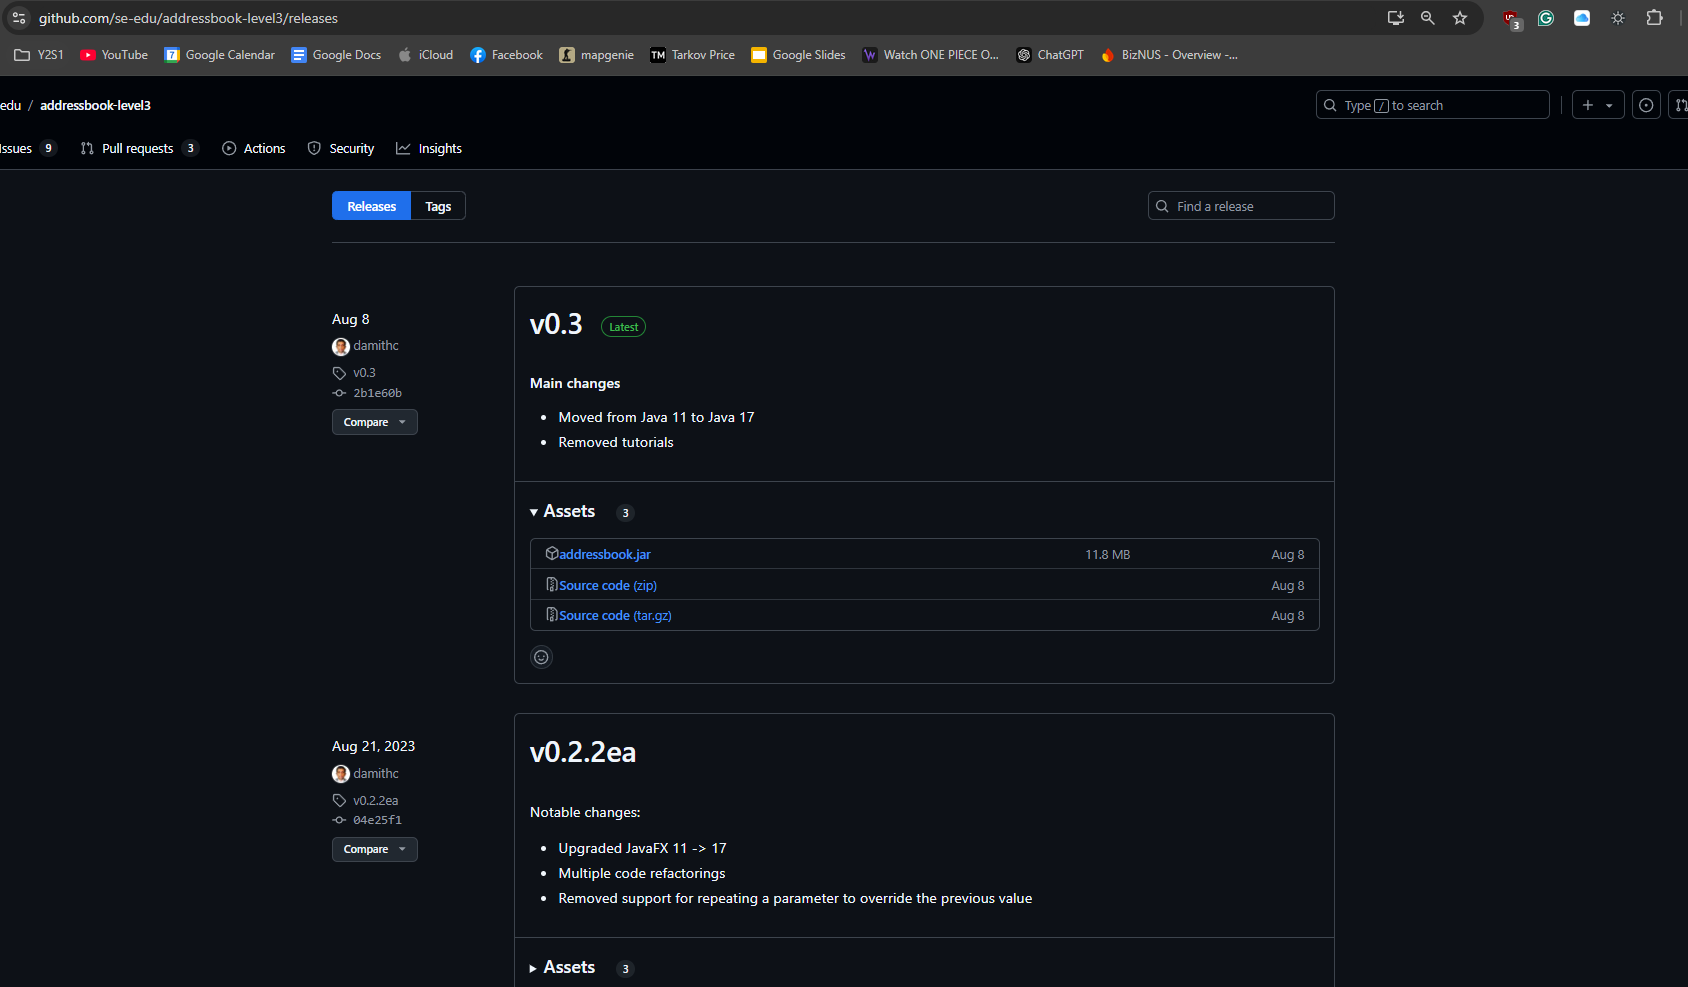 github.com/se-edu/addressbook-level3/releases
3
Y2S1 YouTube 7 Google Calendar Google Docs iCloud Facebook mapgenie TM Tarkov Price Google Slides Watch ONE PIECE O... ChatGPT BizNUS - Overview -...
edu / addressbook-level3
Type / to search
ssues 9 Pull requests 3 Actions Security Insights
Releases Tags
Find a release
Aug 8
damithc
v0.3
2b1e60b
Compare
v0.3 Latest
Main changes
• Moved from Java 11 to Java 17
• Removed tutorials
Assets 3
addressbook.jar 11.8 MB Aug 8
Source code (zip) Aug 8
Source code (tar.gz) Aug 8
Aug 21, 2023
damithc
v0.2.2ea
04e25f1
Compare
v0.2.2ea
Notable changes:
• Upgraded JavaFX 11 -> 17
• Multiple code refactorings
• Removed support for repeating a parameter to override the previous value
Assets 3